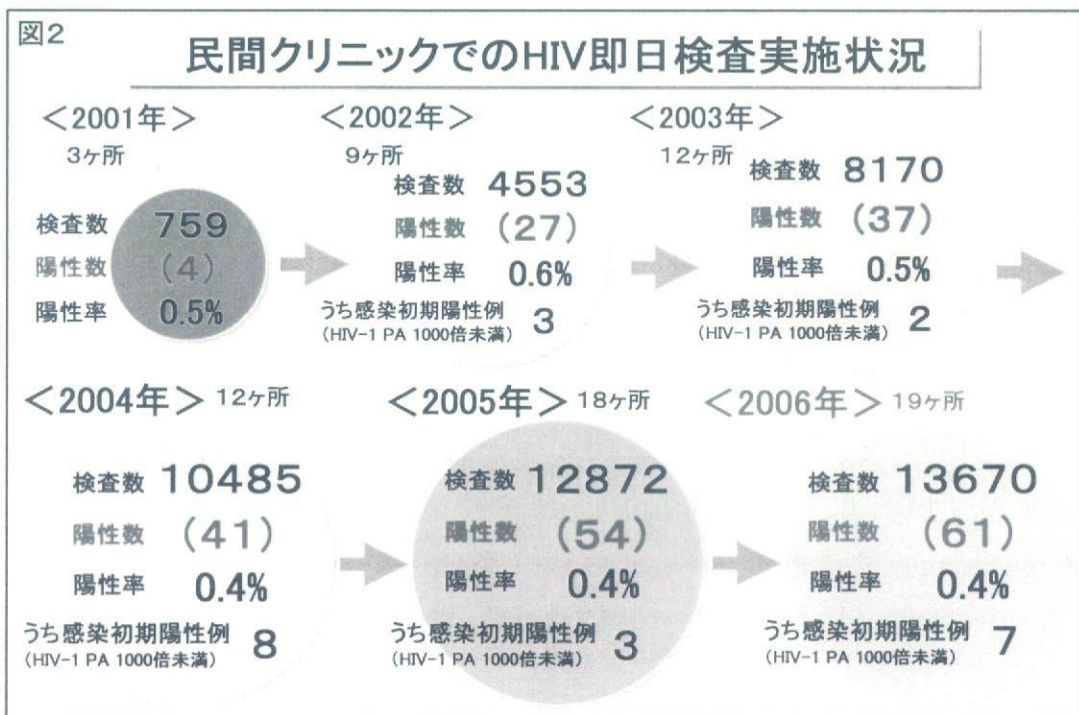 図2
民間クリニックでのHIV即日検査実施状況
＜2001年＞
3ヶ所
検査数 759
陽性数 (4)
陽性率 0.5%
＜2002年＞
9ヶ所
検査数 4553
陽性数 (27)
陽性率 0.6%
うち感染初期陽性例 3
(HIV-1 PA 1000倍未満)
＜2003年＞
12ヶ所
検査数 8170
陽性数 (37)
陽性率 0.5%
うち感染初期陽性例 2
(HIV-1 PA 1000倍未満)
＜2004年＞ 12ヶ所
検査数 10485
陽性数 (41)
陽性率 0.4%
うち感染初期陽性例 8
(HIV-1 PA 1000倍未満)
＜2005年＞ 18ヶ所
検査数 12872
陽性数 (54)
陽性率 0.4%
うち感染初期陽性例 3
(HIV-1 PA 1000倍未満)
＜2006年＞ 19ヶ所
検査数 13670
陽性数 (61)
陽性率 0.4%
うち感染初期陽性例 7
(HIV-1 PA 1000倍未満)